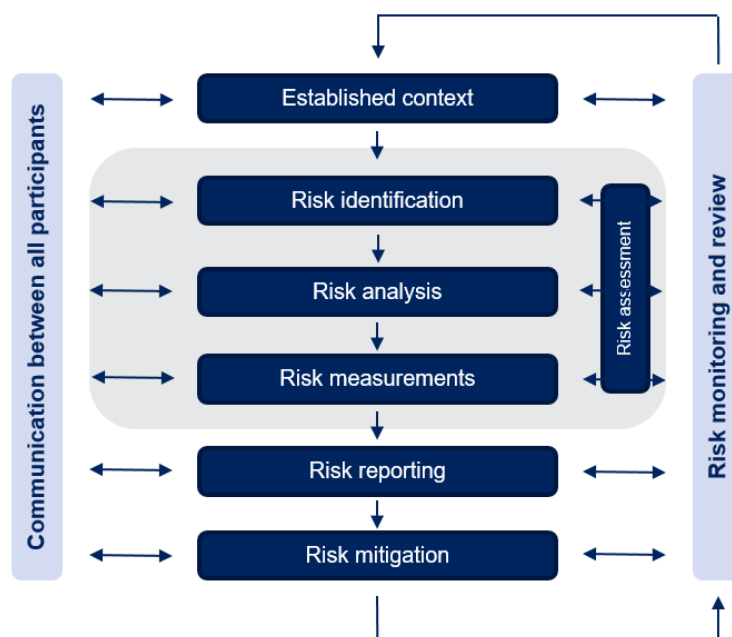 Established context
Communication between all participants
Risk identification
Risk analysis
Risk measurements
Risk assessment
Risk monitoring and review
Risk reporting
Risk mitigation